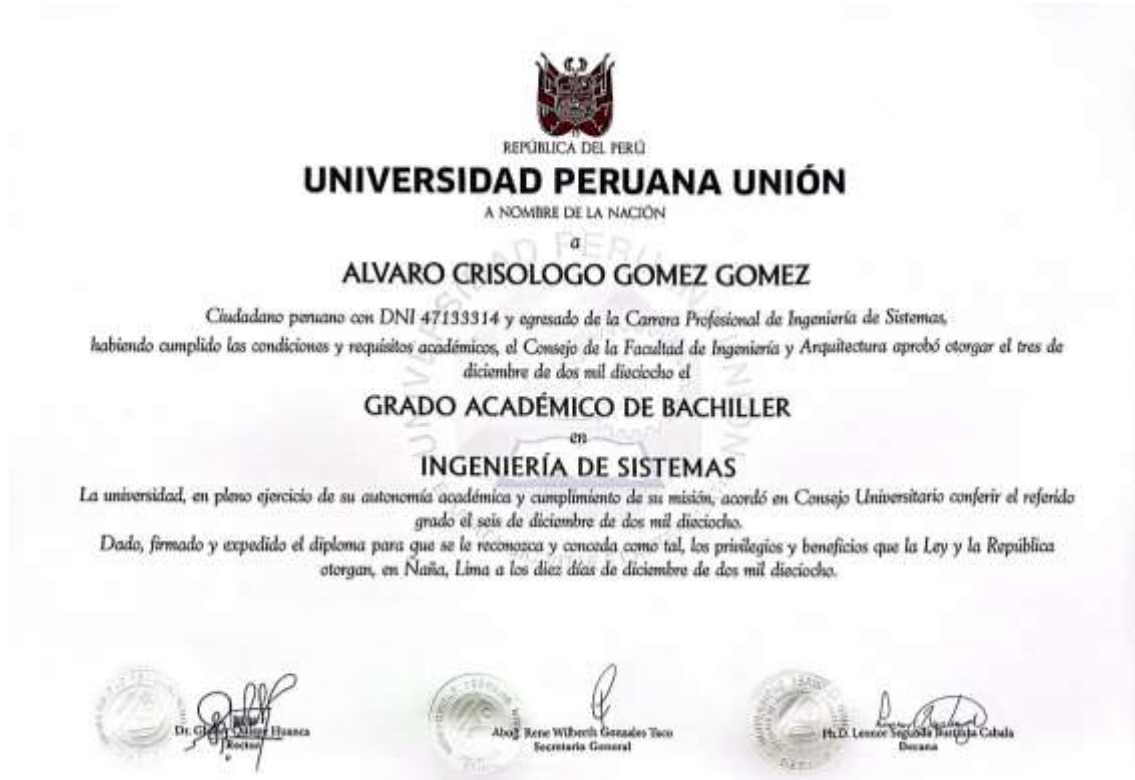 REPÚBLICA DEL PERÚ
UNIVERSIDAD PERUANA UNIÓN
A NOMBRE DE LA NACIÓN
a
ALVARO CRISOLOGO GOMEZ GOMEZ
Ciudadano peruano con DNI 47133314 y egresado de la Carrera Profesional de Ingeniería de Sistemas,
habiendo cumplido las condiciones y requisitos académicos, el Consejo de la Facultad de Ingeniería y Arquitectura aprobó otorgar el tres de
diciembre de dos mil dieciocho el
GRADO ACADÉMICO DE BACHILLER
en
INGENIERÍA DE SISTEMAS
La universidad, en pleno ejercicio de su autonomía académica y cumplimiento de su misión, acordó en Consejo Universitario conferir el referido
grado el seis de diciembre de dos mil dieciocho.
Dado, firmado y expedido el diploma para que se le reconozca y conceda como tal, los privilegios y beneficios que la Ley y la República
otorgan, en Ñaña, Lima a los diez días de diciembre de dos mil dieciocho.
Dr. Huanca
Rector
Abog. Rene Wilberth Gonzales Taco
Secretario General
Ph.D. Leonor Segunda Cabala
Decana